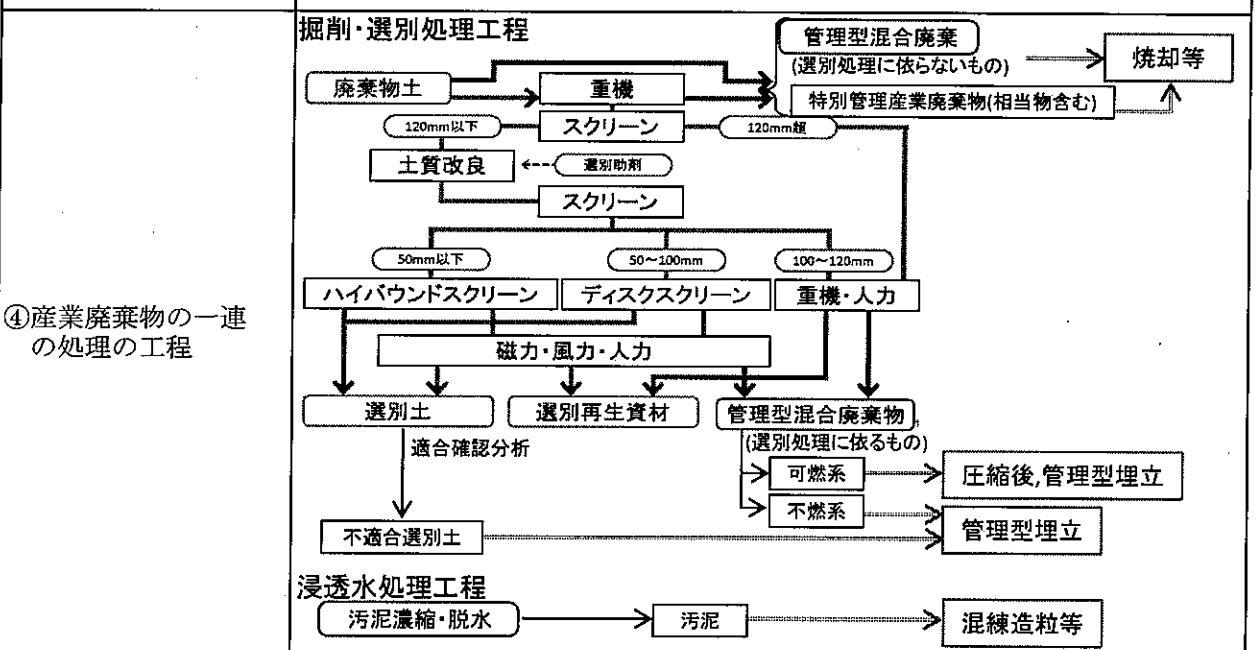 ④産業廃棄物の一連
の処理の工程
掘削・選別処理工程
管理型混合廃棄
(選別処理に依らないもの)
焼却等
廃棄物土
重機
特別管理産業廃棄物(相当物含む)
120mm以下
スクリーン
120mm超
土質改良
選別助剤
スクリーン
50mm以下
50～100mm
100～120mm
ハイバウンドスクリーン
ディスクスクリーン
重機・人力
磁力・風力・人力
選別土
選別再生資材
管理型混合廃棄物
適合確認分析
(選別処理に依るもの)
可燃系
圧縮後,管理型埋立
不燃系
不適合選別土
管理型埋立
浸透水処理工程
汚泥濃縮・脱水
汚泥
混練造粒等